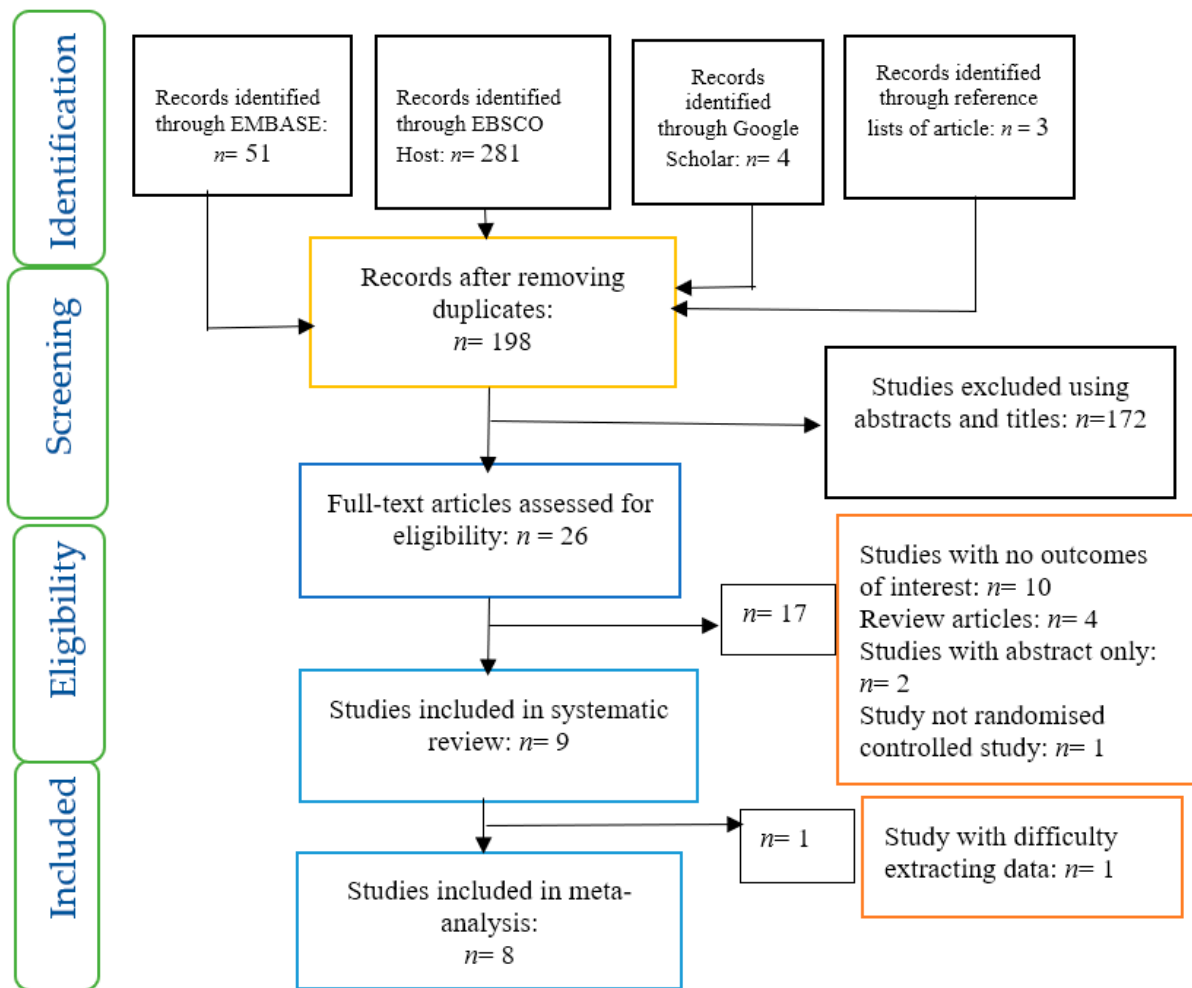 Identification
Records identified
through EMBASE:
n= 51
Records identified
through EBSCO
Host: n= 281
Records
identified
through Google
Scholar: n= 4
Records identified
through reference
lists of article: n = 3
Screening
Records after removing
duplicates:
n= 198
Studies excluded using
abstracts and titles: n=172
Full-text articles assessed for
eligibility: n = 26
Eligibility
n= 17
Studies with no outcomes
of interest: n= 10
Review articles: n= 4
Studies with abstract only:
n= 2
Study not randomised
controlled study: n= 1
Studies included in systematic
review: n= 9
Included
n= 1
Study with difficulty
extracting data: n= 1
Studies included in meta-
analysis:
n= 8